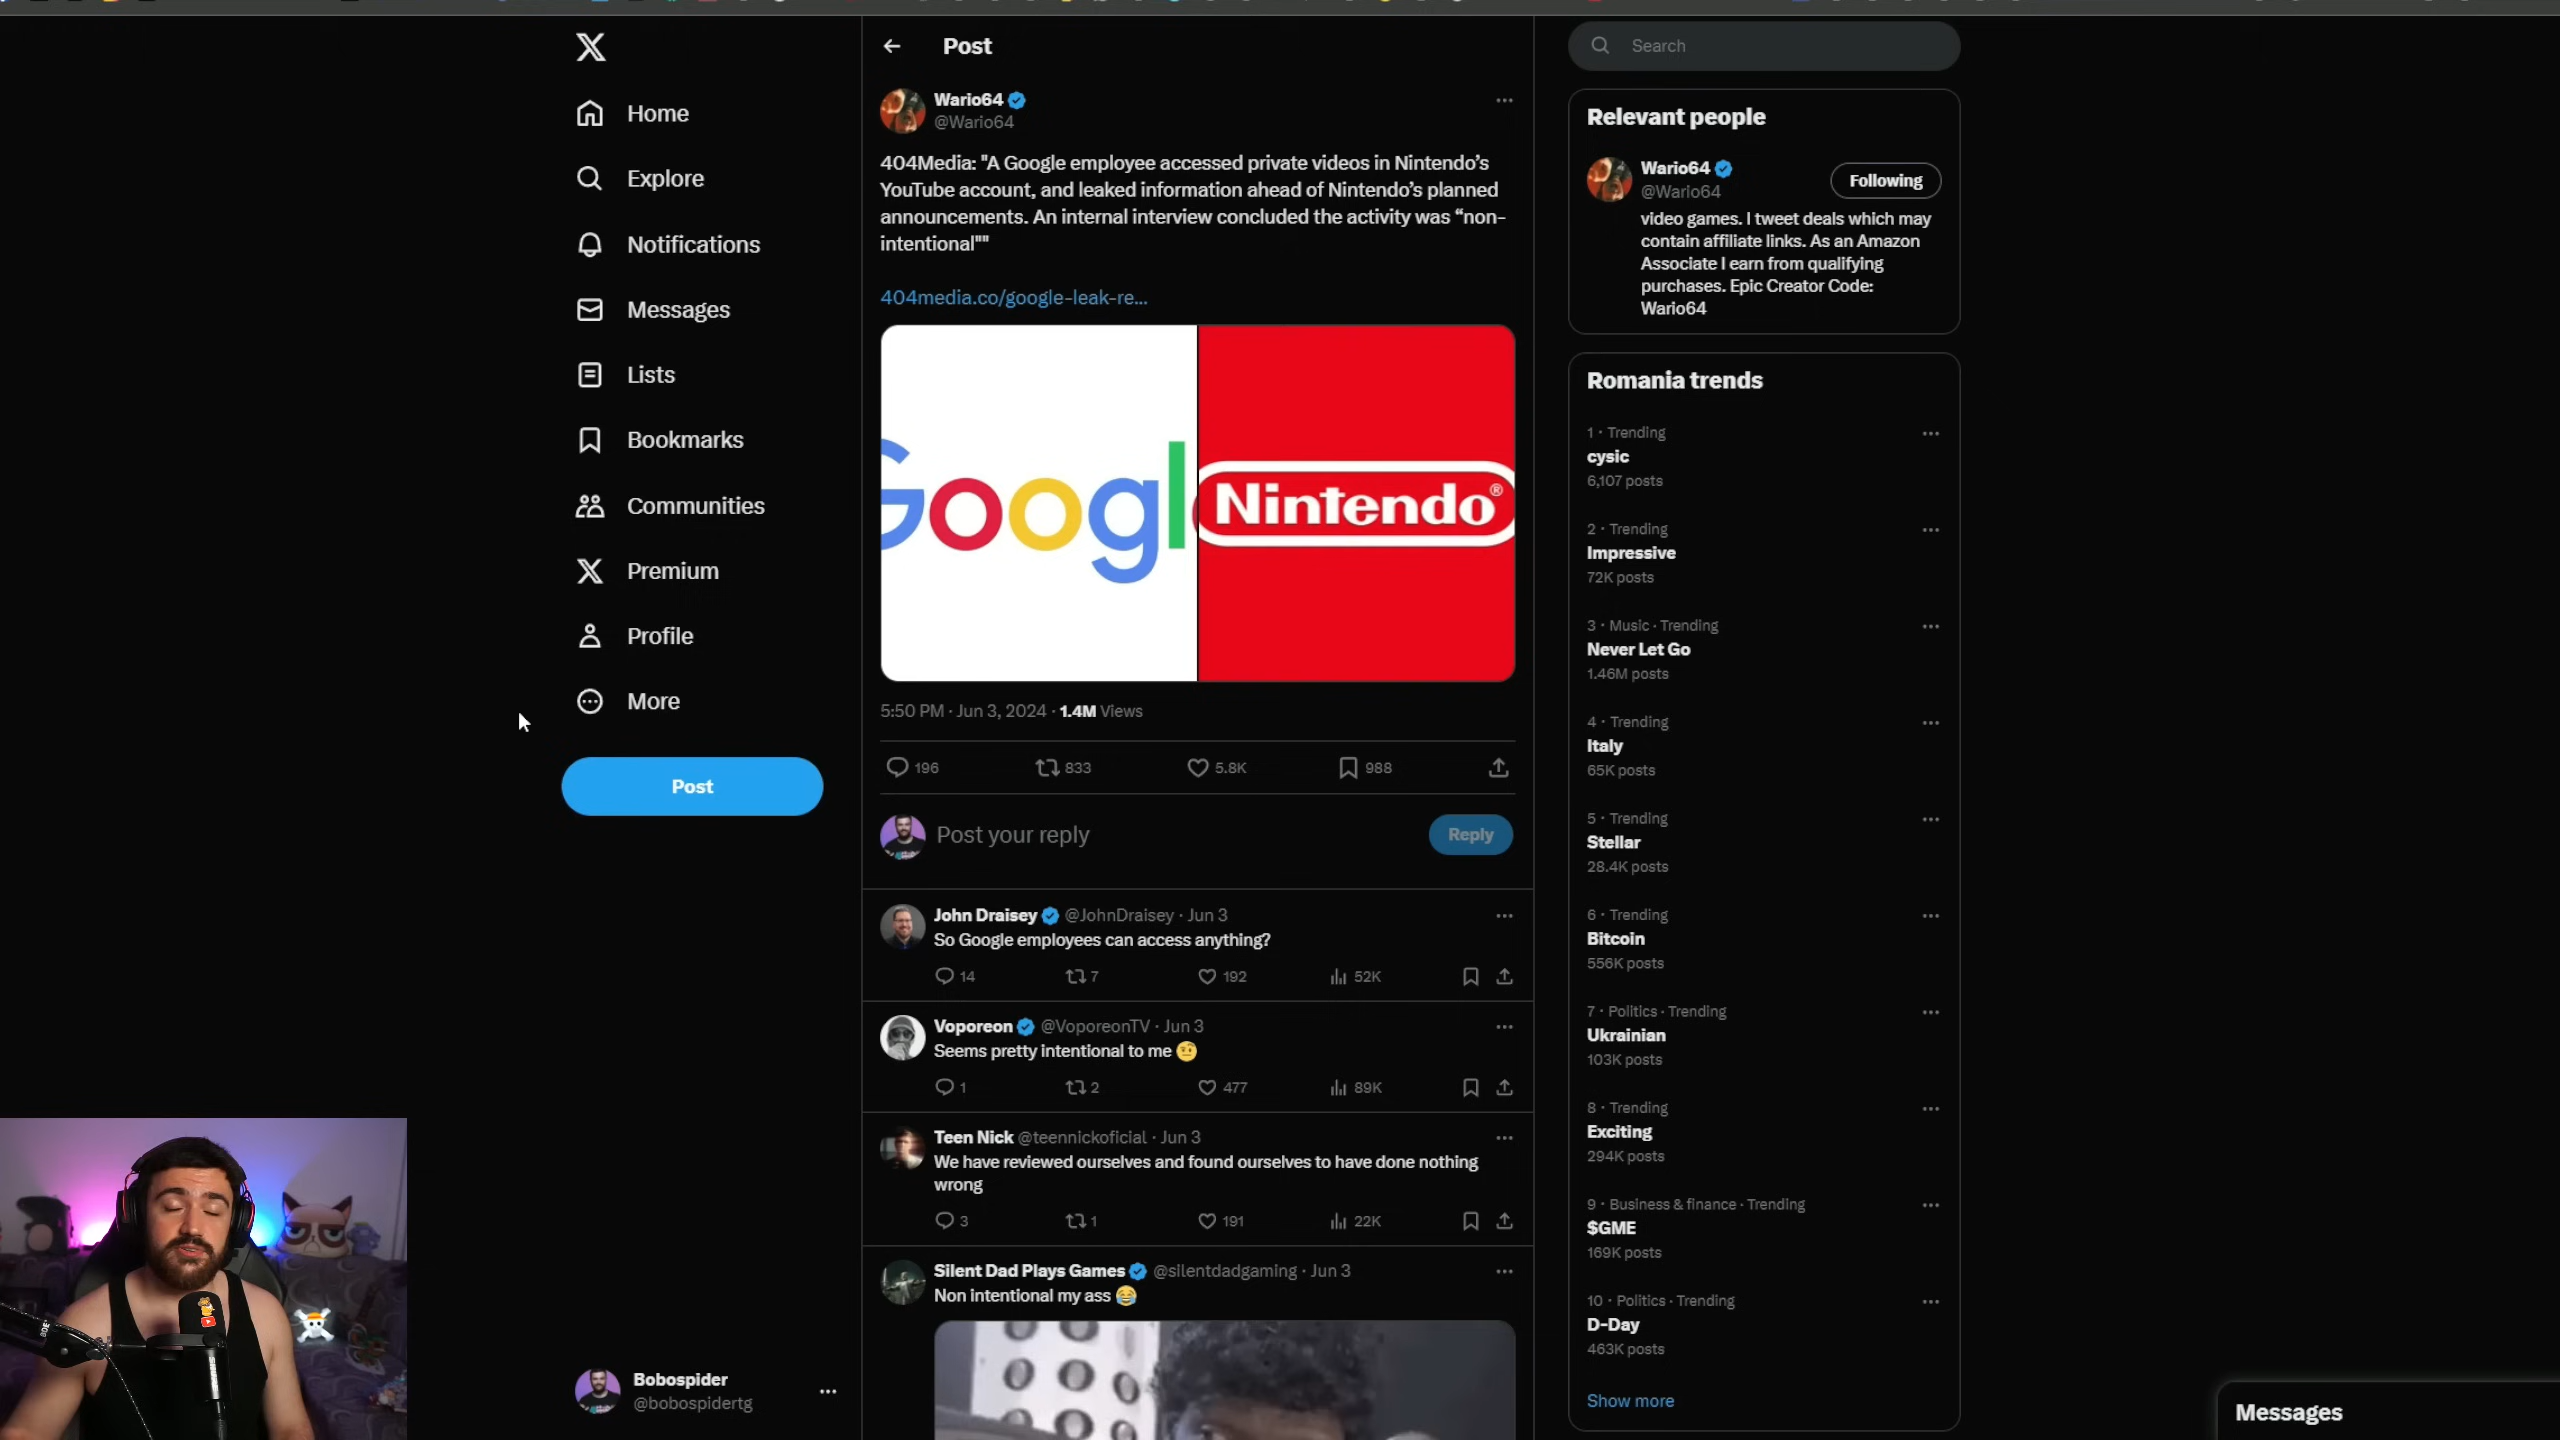 Home
Explore
Notifications
Messages
Lists
Bookmarks
Communities
Premium
Profile
More
Post
Bobospider
@bobospidertg
Post
Wario64
@Wario64
404Media: "A Google employee accessed private videos in Nintendo’s
YouTube account, and leaked information ahead of Nintendo’s planned
announcements. An internal interview concluded the activity was “non-
intentional""
404media.co/google-leak-re...
Googl
Nintendo®
5:50 PM · Jun 3, 2024 · 1.4M Views
196 833 5.8K 988
Post your reply
Reply
John Draisey @JohnDraisey · Jun 3
So Google employees can access anything?
14 7 192 52K
Voporeon @VoporeonTV · Jun 3
Seems pretty intentional to me 🤨
1 2 477 89K
Teen Nick @teennickoficial · Jun 3
We have reviewed ourselves and found ourselves to have done nothing
wrong
3 1 191 22K
Silent Dad Plays Games @silentdadgaming · Jun 3
Non intentional my ass 😂
Search
Relevant people
Wario64
@Wario64
Following
video games. I tweet deals which may
contain affiliate links. As an Amazon
Associate I earn from qualifying
purchases. Epic Creator Code:
Wario64
Romania trends
1 · Trending
cysic
6,107 posts
2 · Trending
Impressive
72K posts
3 · Music · Trending
Never Let Go
1.46M posts
4 · Trending
Italy
65K posts
5 · Trending
Stellar
28.4K posts
6 · Trending
Bitcoin
556K posts
7 · Politics · Trending
Ukrainian
103K posts
8 · Trending
Exciting
294K posts
9 · Business & finance · Trending
$GME
169K posts
10 · Politics · Trending
D-Day
463K posts
Show more
Messages